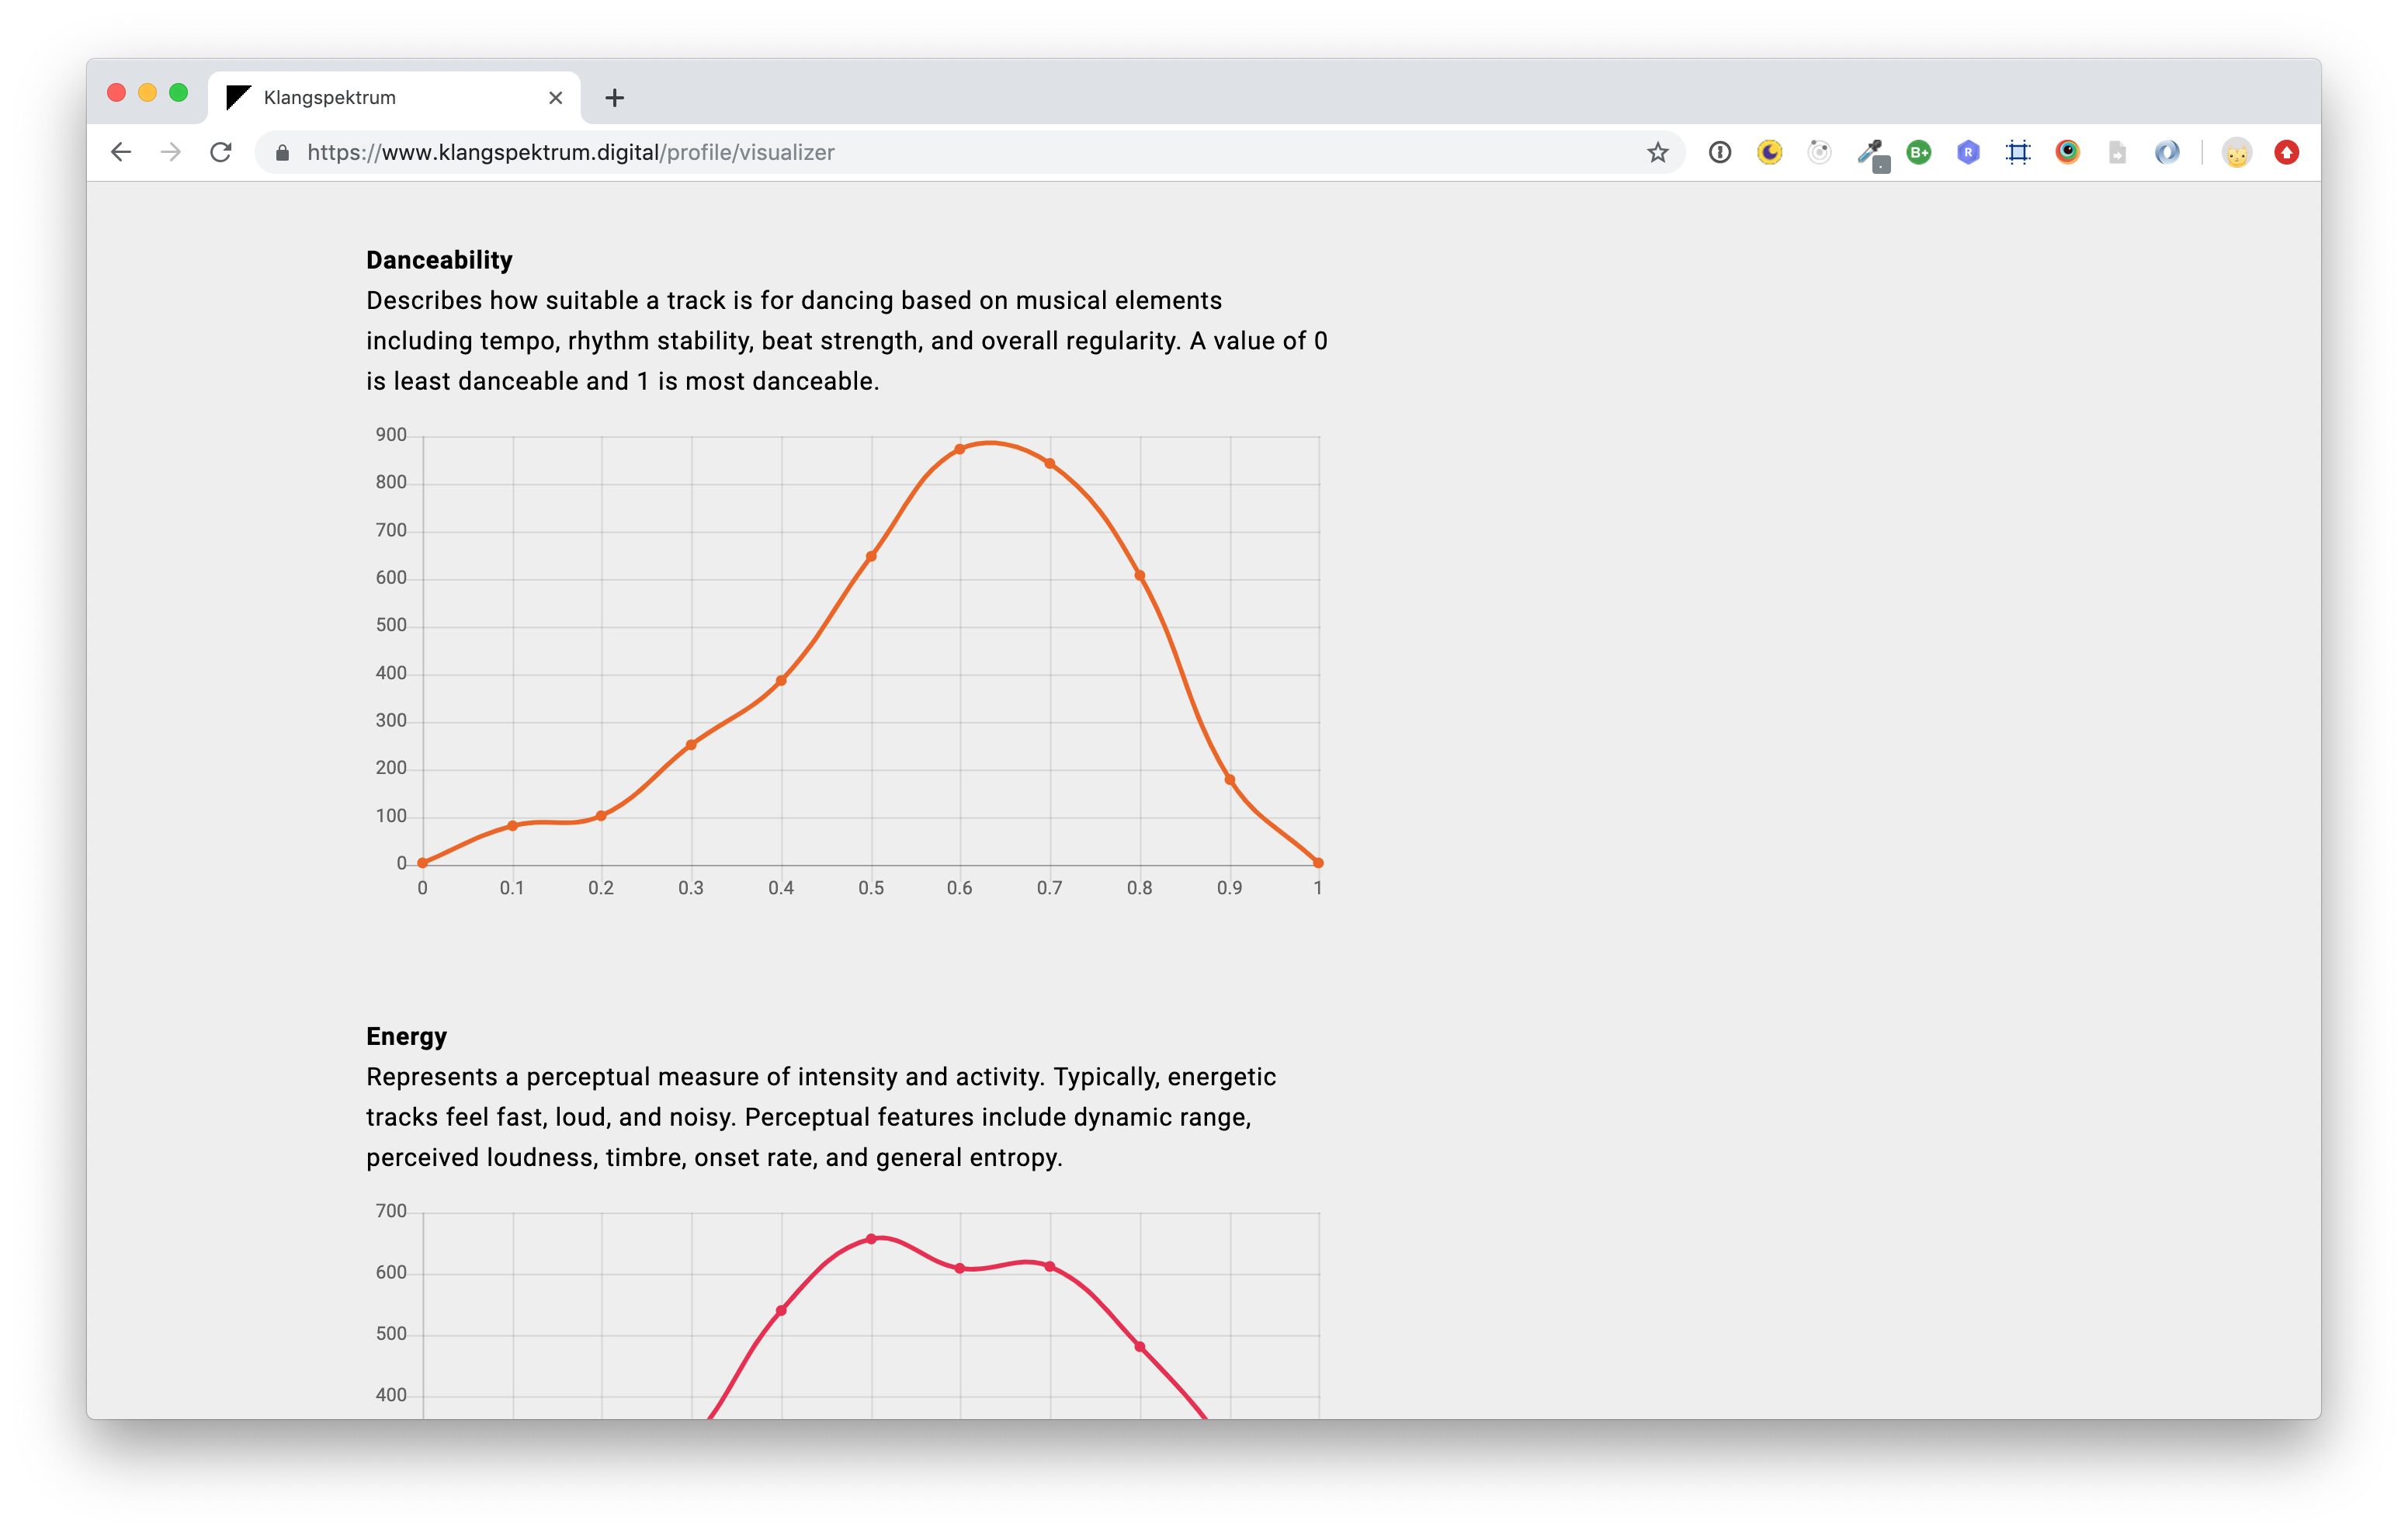 Klangspektrum
https://www.klangspektrum.digital/profile/visualizer
B+
R
Danceability
Describes how suitable a track is for dancing based on musical elements
including tempo, rhythm stability, beat strength, and overall regularity. A value of 0
is least danceable and 1 is most danceable.
900
800
700
600
500
400
300
200
100
0
0 0.1 0.2 0.3 0.4 0.5 0.6 0.7 0.8 0.9 1
Energy
Represents a perceptual measure of intensity and activity. Typically, energetic
tracks feel fast, loud, and noisy. Perceptual features include dynamic range,
perceived loudness, timbre, onset rate, and general entropy.
700
600
500
400